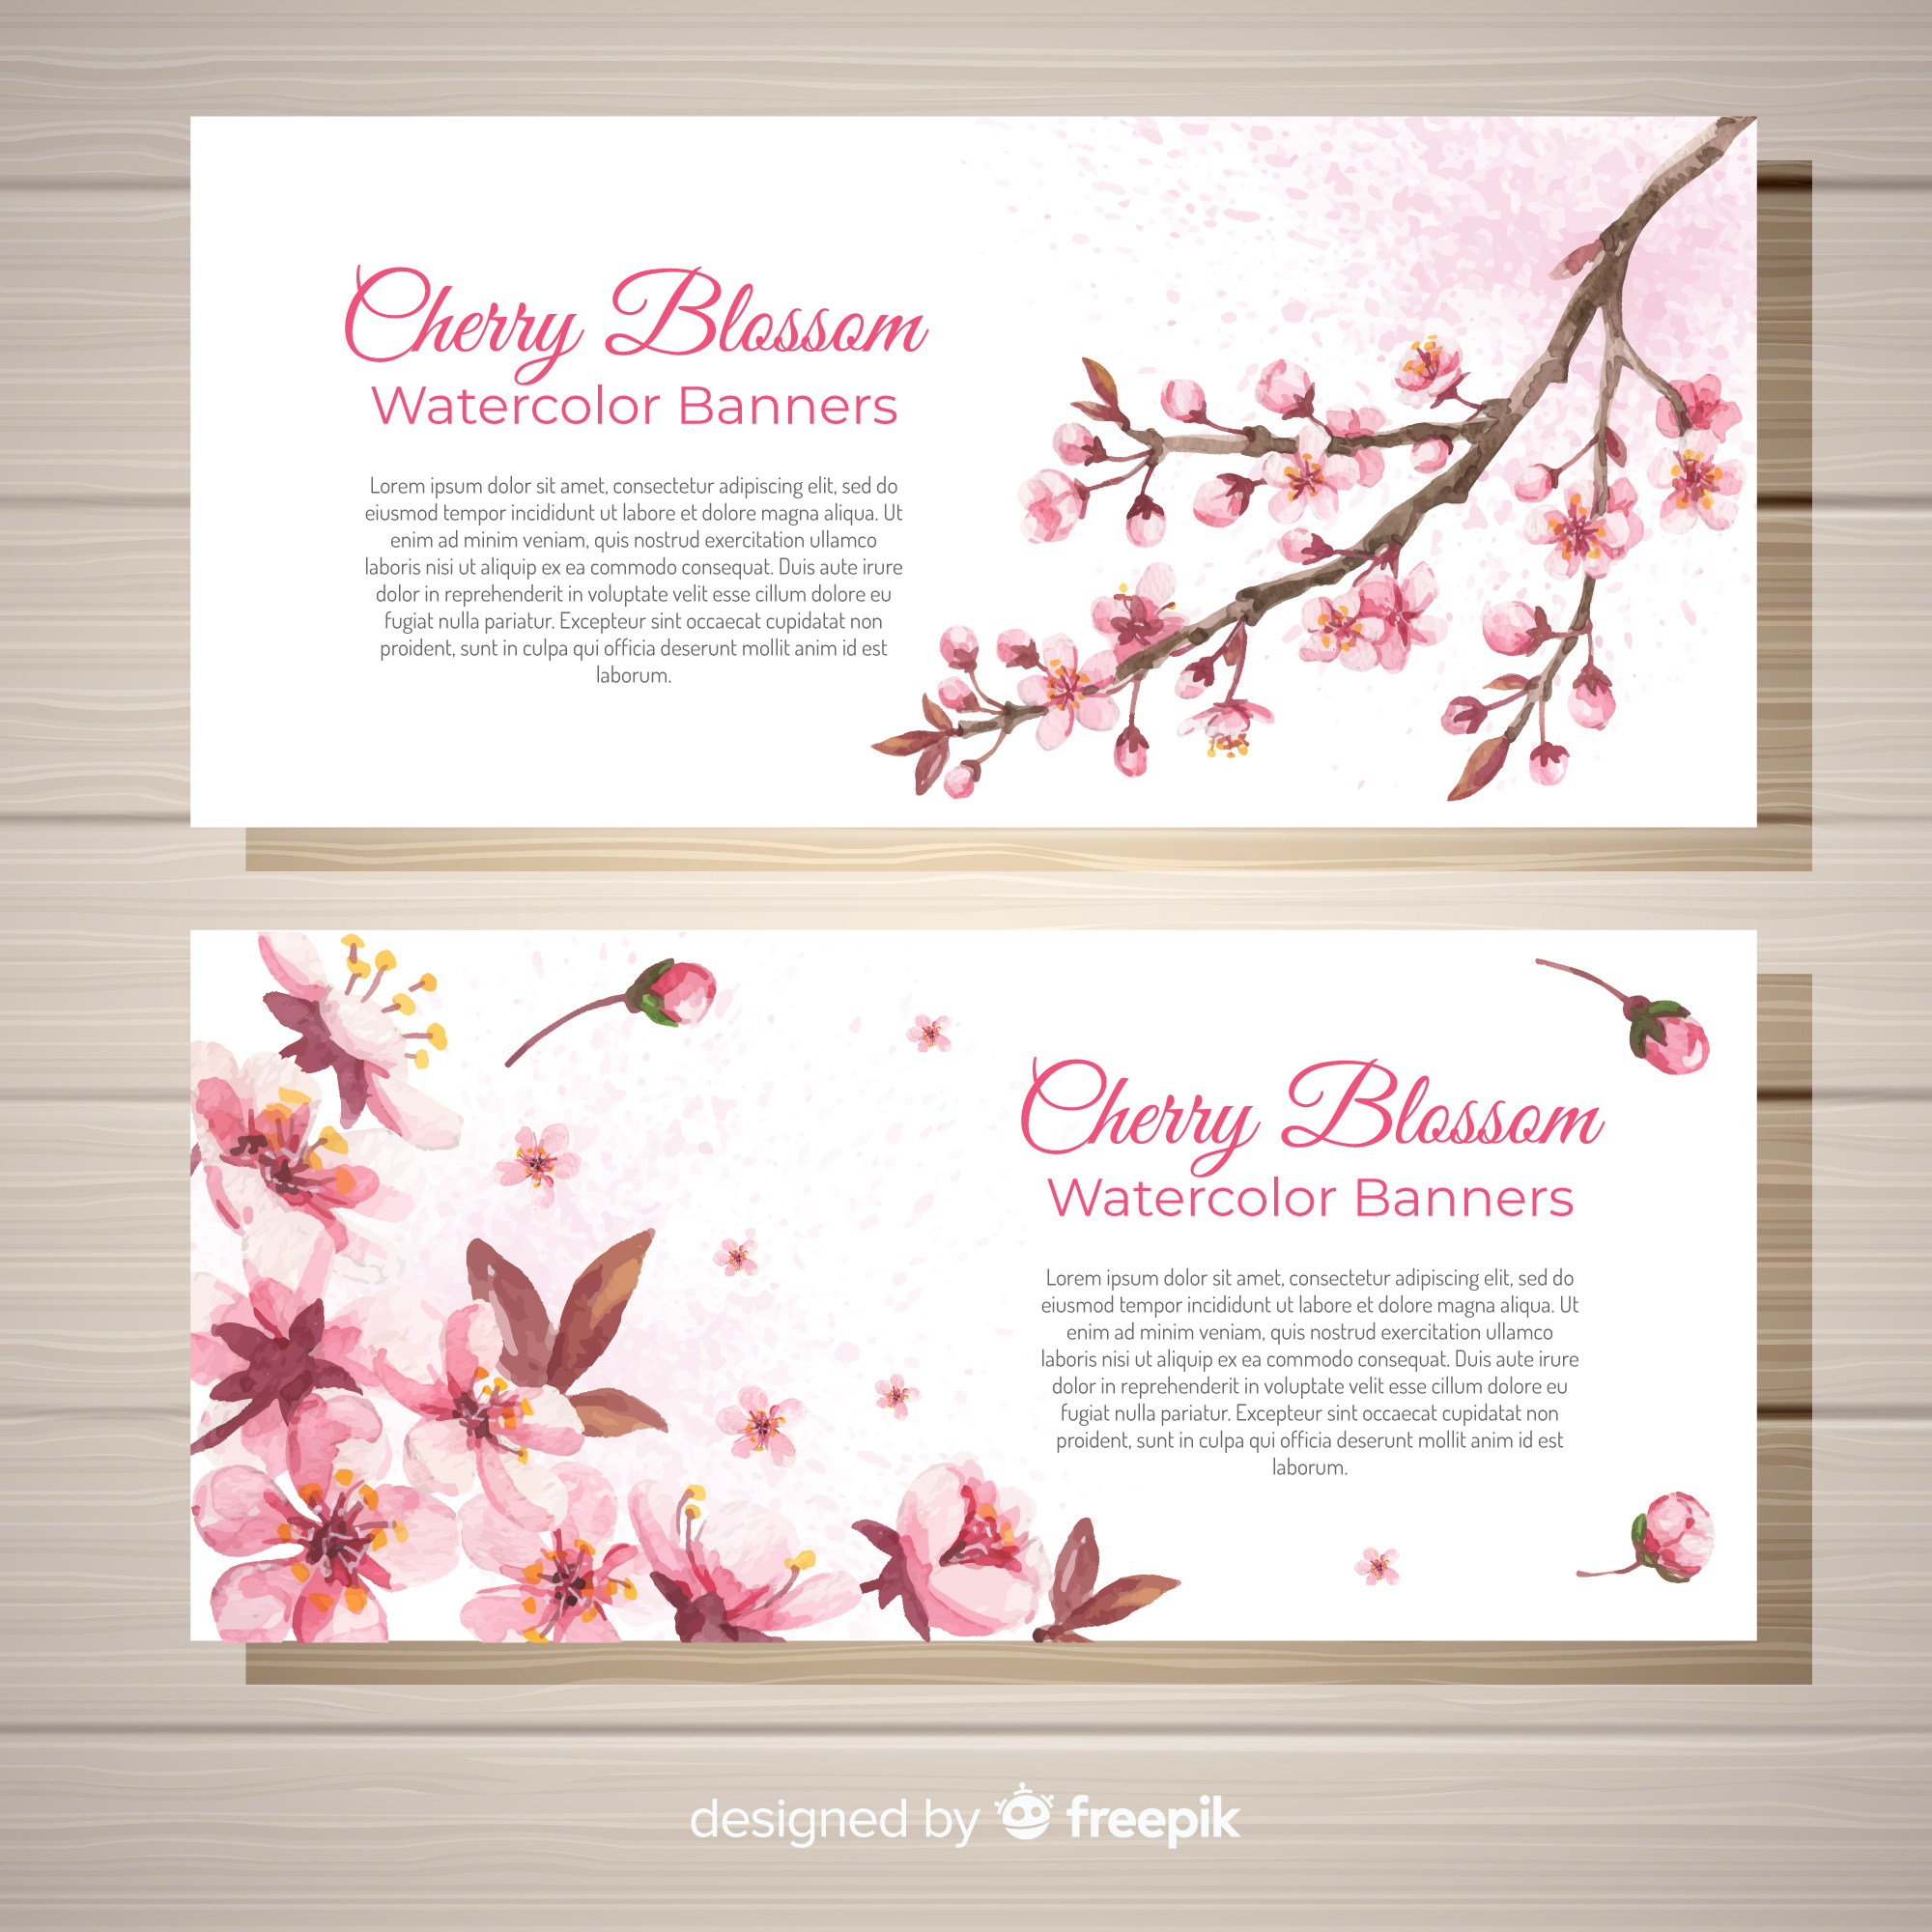 Cherry Blossom
Watercolor Banners
Lorem ipsum dolor sit amet, consectetur adipiscing elit, sed do
eiusmod tempor incididunt ut labore et dolore magna aliqua. Ut
enim ad minim veniam, quis nostrud exercitation ullamco
laboris nisi ut aliquip ex ea commodo consequat. Duis aute irure
dolor in reprehenderit in voluptate velit esse cillum dolore eu
fugiat nulla pariatur. Excepteur sint occaecat cupidatat non
proident, sunt in culpa qui officia deserunt mollit anim id est
laborum.
Cherry Blossom
Watercolor Banners
Lorem ipsum dolor sit amet, consectetur adipiscing elit, sed do
eiusmod tempor incididunt ut labore et dolore magna aliqua. Ut
enim ad minim veniam, quis nostrud exercitation ullamco
laboris nisi ut aliquip ex ea commodo consequat. Duis aute irure
dolor in reprehenderit in voluptate velit esse cillum dolore eu
fugiat nulla pariatur. Excepteur sint occaecat cupidatat non
proident, sunt in culpa qui officia deserunt mollit anim id est
laborum.
designed by freepik